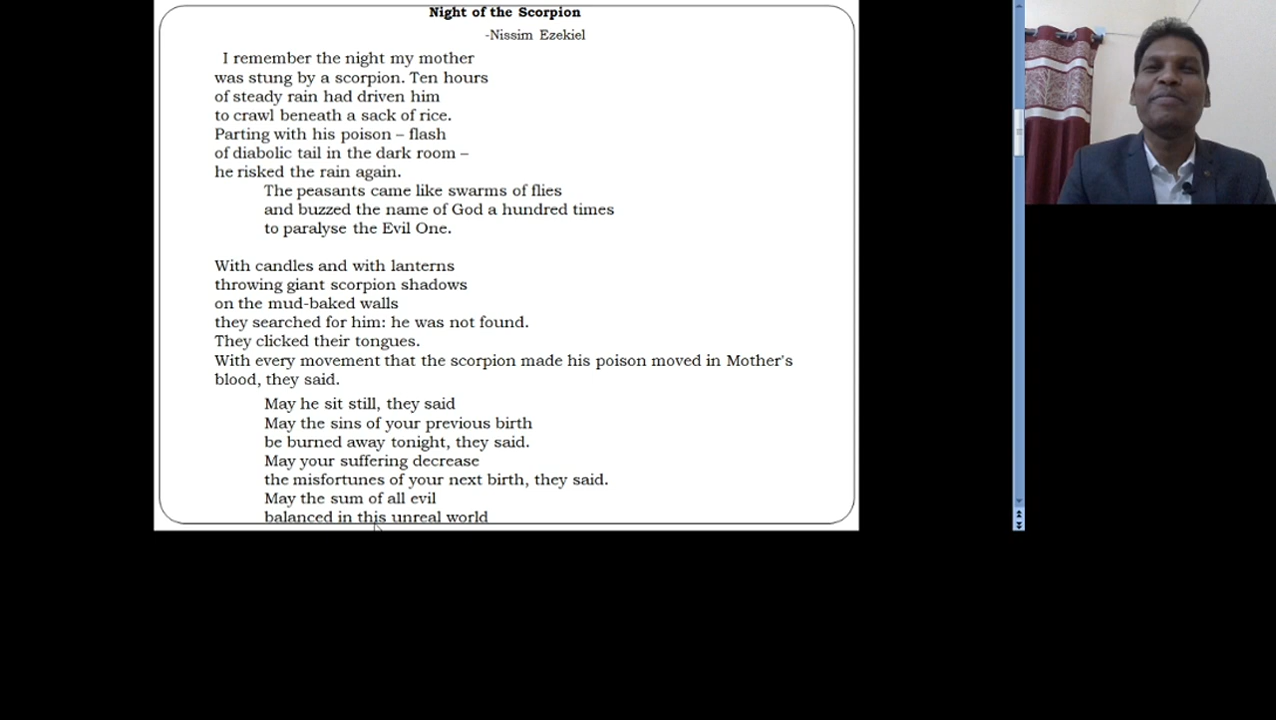 Night of the Scorpion
-Nissim Ezekiel
I remember the night my mother
was stung by a scorpion. Ten hours
of steady rain had driven him
to crawl beneath a sack of rice.
Parting with his poison – flash
of diabolic tail in the dark room –
he risked the rain again.
The peasants came like swarms of flies
and buzzed the name of God a hundred times
to paralyse the Evil One.
With candles and with lanterns
throwing giant scorpion shadows
on the mud-baked walls
they searched for him: he was not found.
They clicked their tongues.
With every movement that the scorpion made his poison moved in Mother's
blood, they said.
May he sit still, they said
May the sins of your previous birth
be burned away tonight, they said.
May your suffering decrease
the misfortunes of your next birth, they said.
May the sum of all evil
balanced in this unreal world